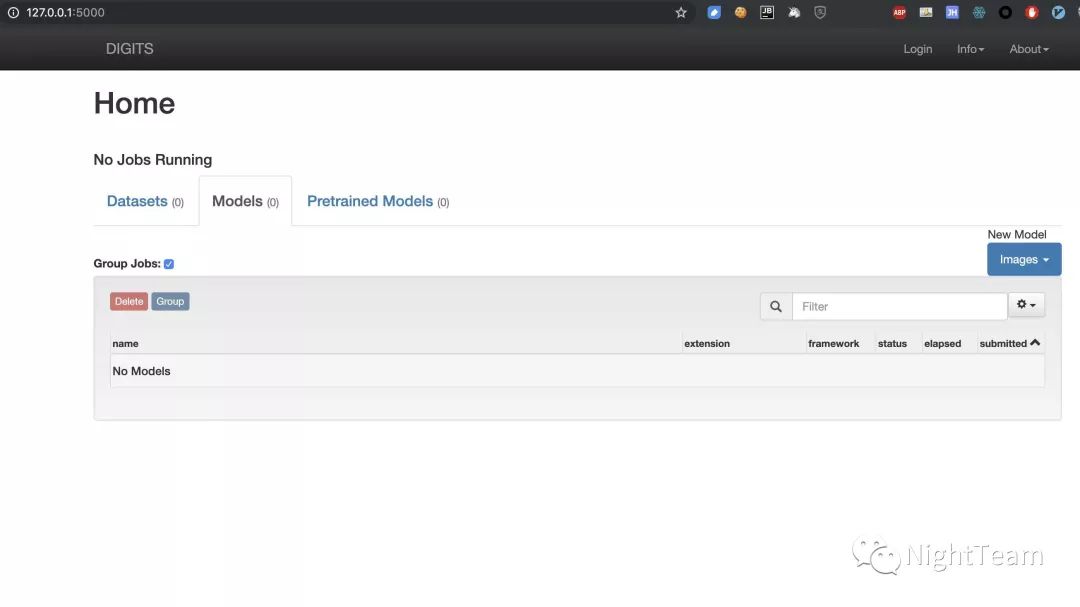 127.0.0.1:5000
JB
ABP
JH
DIGITS
Login
Info
About
Home
No Jobs Running
Datasets (0)
Models (0)
Pretrained Models (0)
New Model
Images
Group Jobs:
Delete
Group
Filter
name
extension
framework
status
elapsed
submitted
No Models
NightTeam